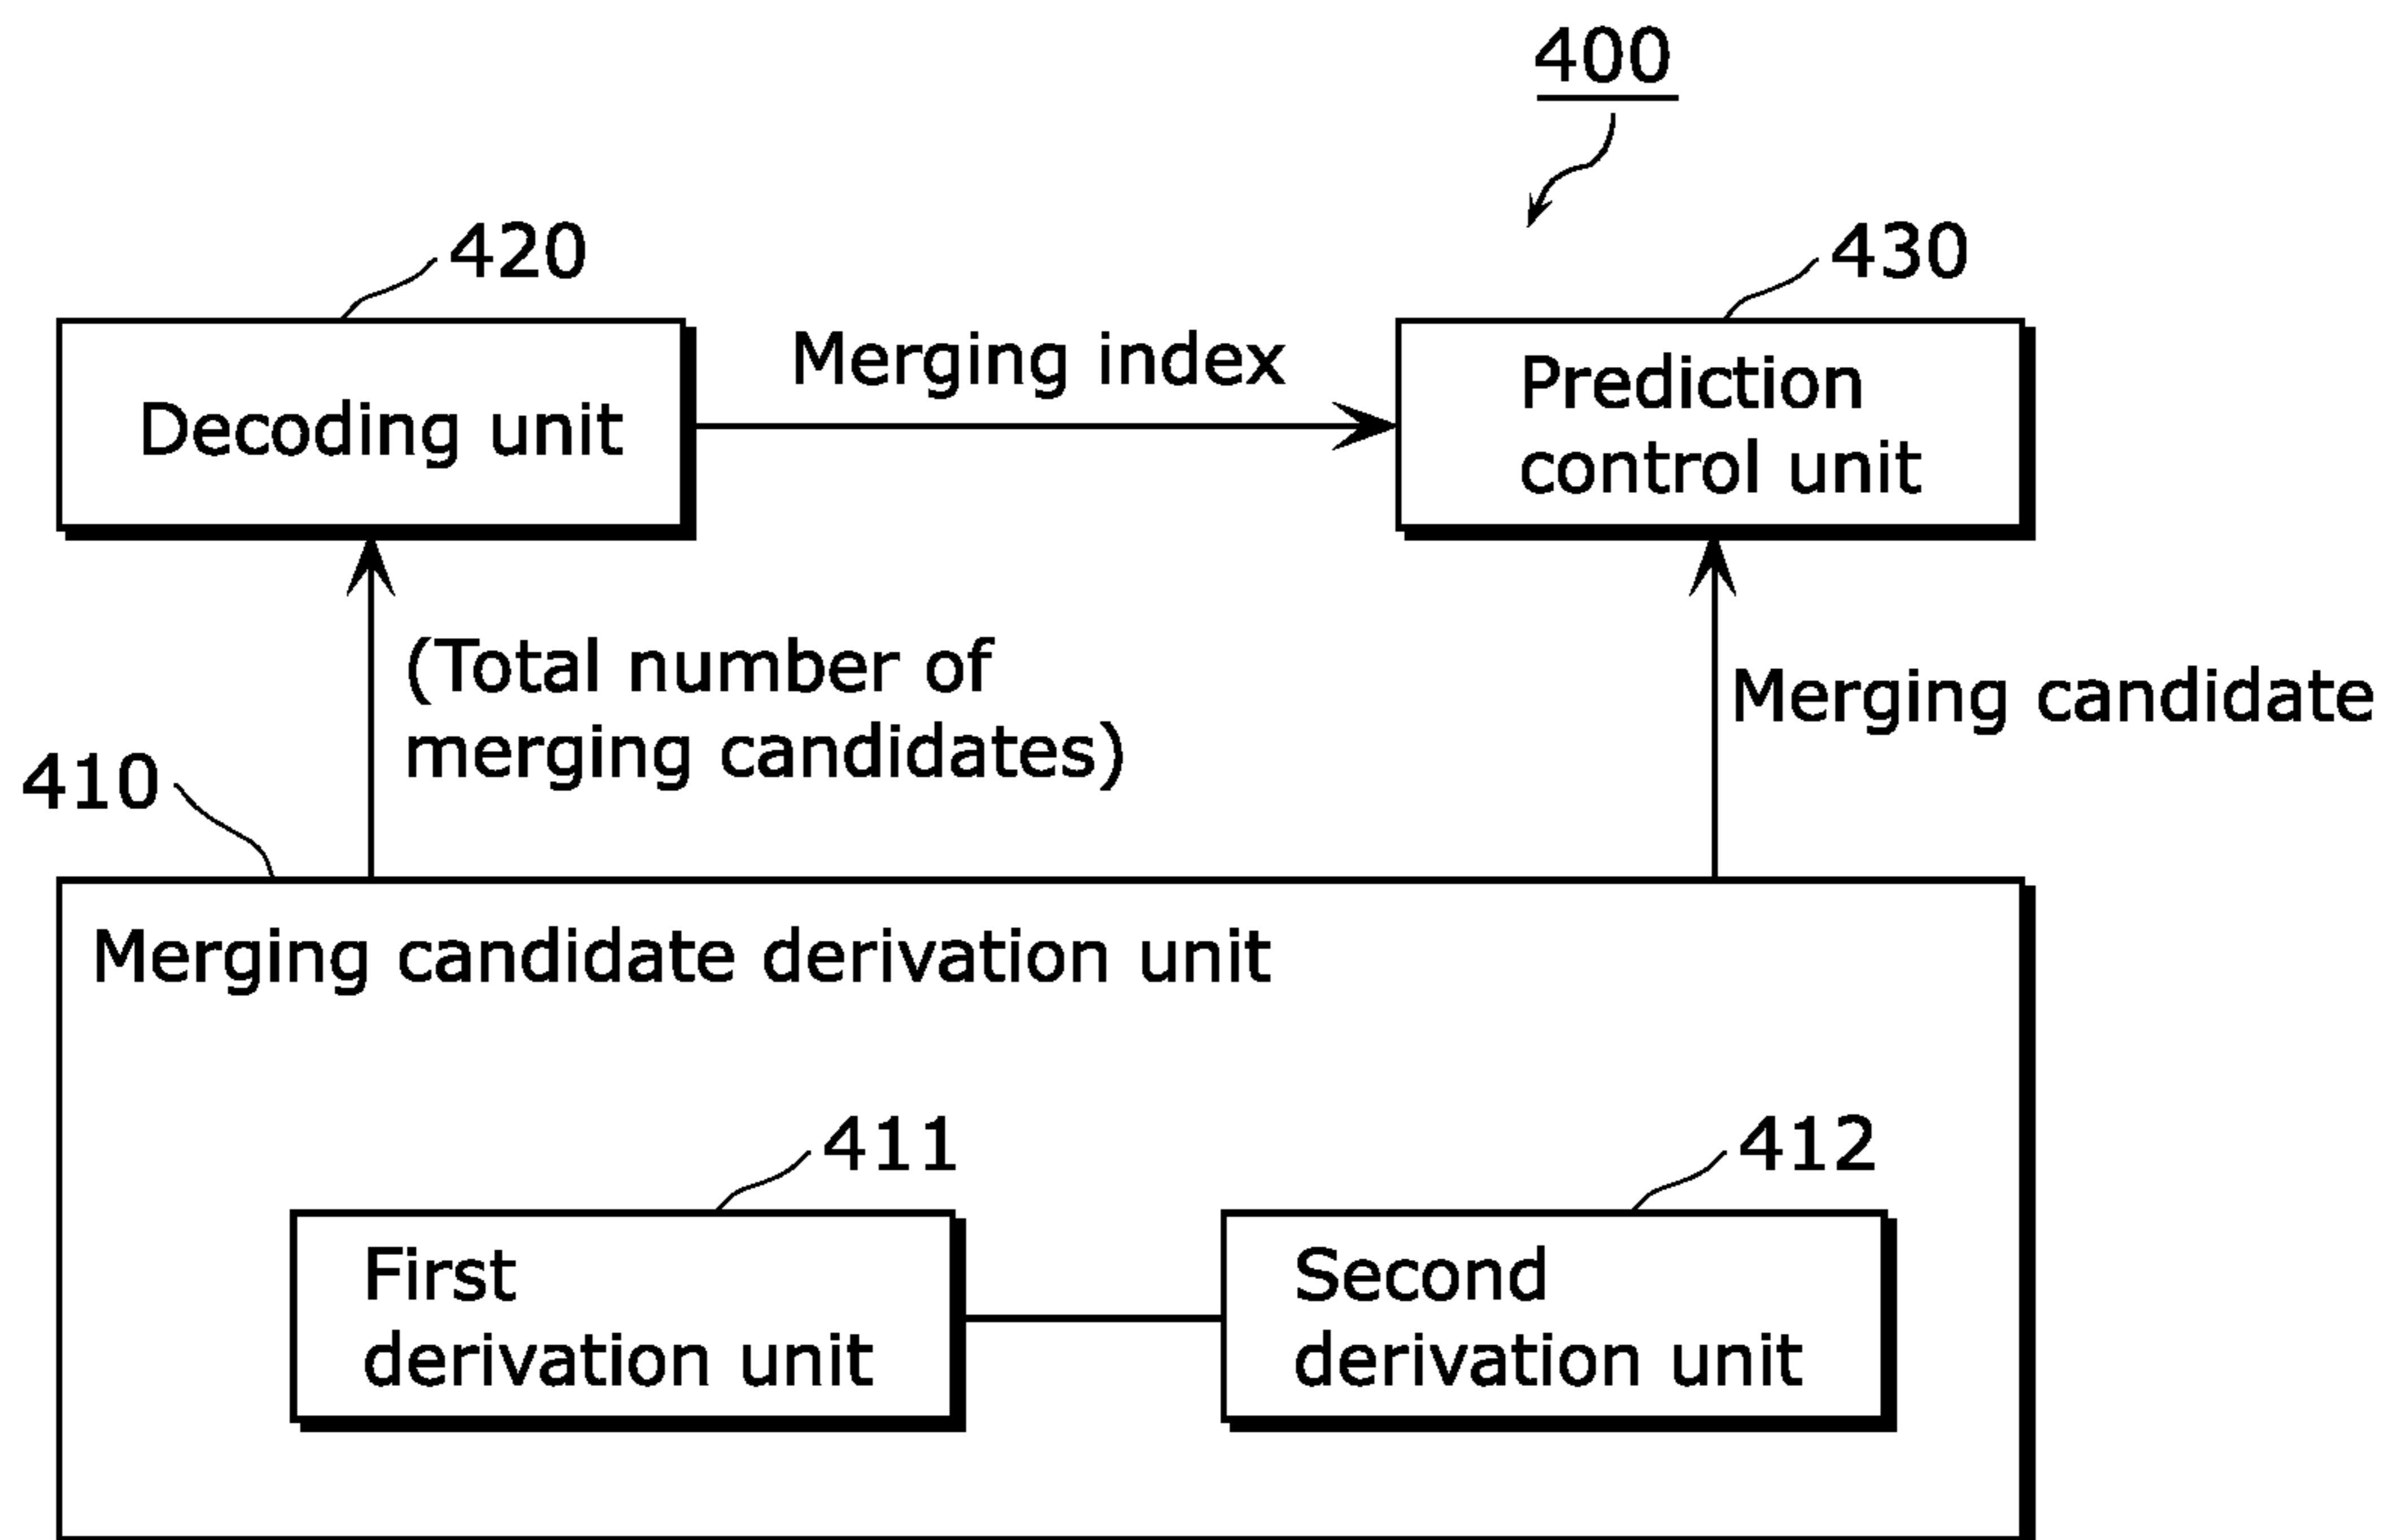 400
420
430
Merging index
Decoding unit
Prediction
control unit
(Total number of
merging candidates)
Merging candidate
410
Merging candidate derivation unit
411
412
First
derivation unit
Second
derivation unit